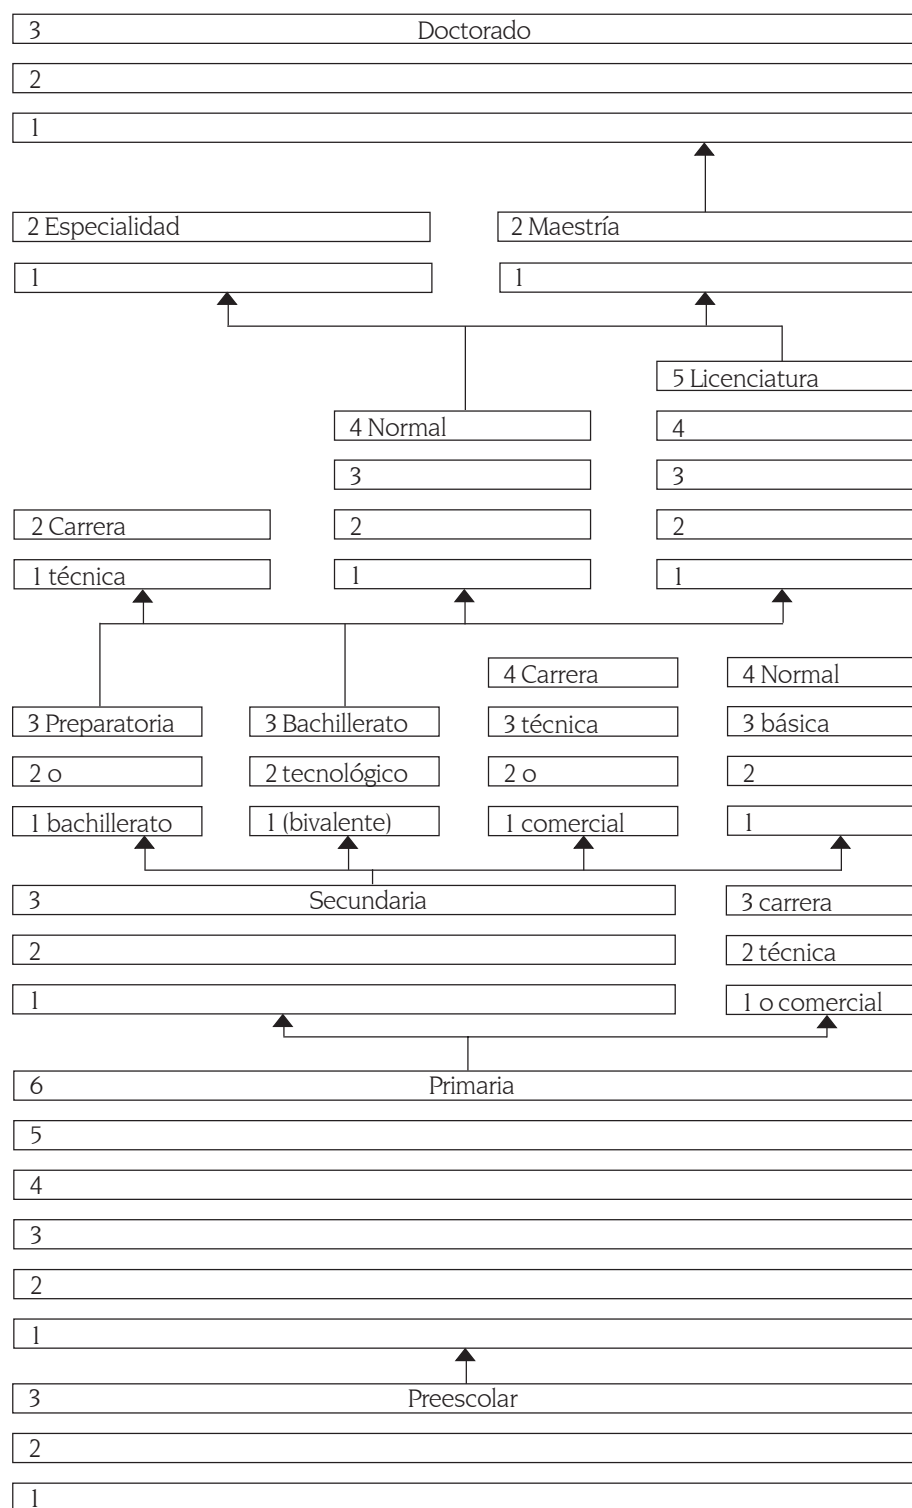 3 Doctorado
2
1
2 Especialidad
2 Maestría
1
1
5 Licenciatura
4 Normal
4
3
3
2 Carrera
2
2
1 técnica
1
1
4 Carrera
4 Normal
3 Preparatoria
3 Bachillerato
3 técnica
3 básica
2 o
2 tecnológico
2 o
2
1 bachillerato
1 (bivalente)
1 comercial
1
3 Secundaria
3 carrera
2
2 técnica
1
1 o comercial
6 Primaria
5
4
3
2
1
3 Preescolar
2
1